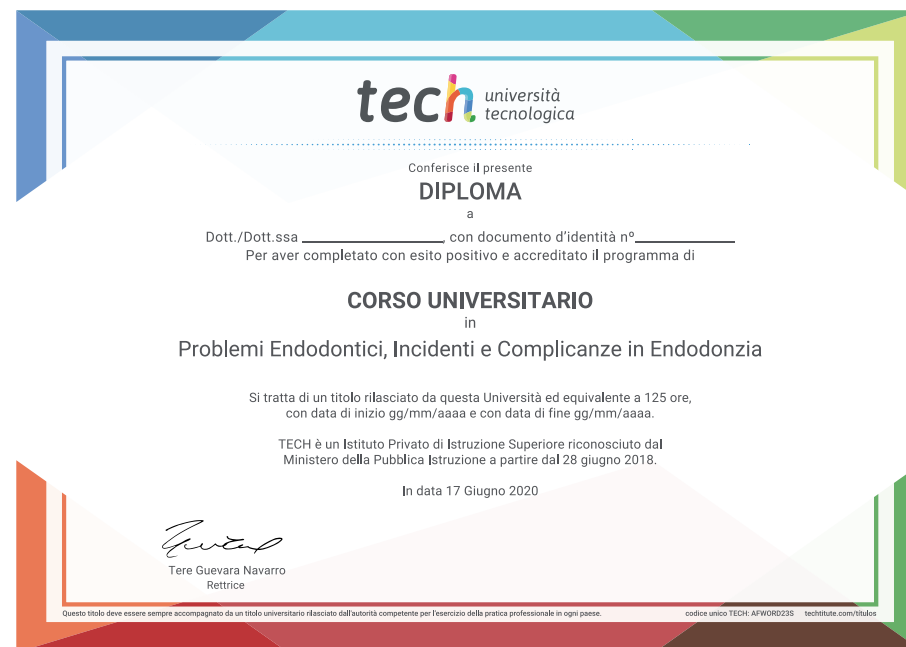 tech università
tecnologica
Conferisce il presente
DIPLOMA
a
Dott./Dott.ssa ________________, con documento d'identità nº___________
Per aver completato con esito positivo e accreditato il programma di
CORSO UNIVERSITARIO
in
Problemi Endodontici, Incidenti e Complicanze in Endodonzia
Si tratta di un titolo rilasciato da questa Università ed equivalente a 125 ore,
con data di inizio gg/mm/aaaa e con data di fine gg/mm/aaaa.
TECH è un Istituto Privato di Istruzione Superiore riconosciuto dal
Ministero della Pubblica Istruzione a partire dal 28 giugno 2018.
In data 17 Giugno 2020
Tere Guevara Navarro
Rettrice
Questo titolo deve essere sempre accompagnato da un titolo universitario rilasciato dall'autorità competente per l'esercizio della pratica professionale in ogni paese. codice unico TECH: AFWORD23S techtitute.com/titulos